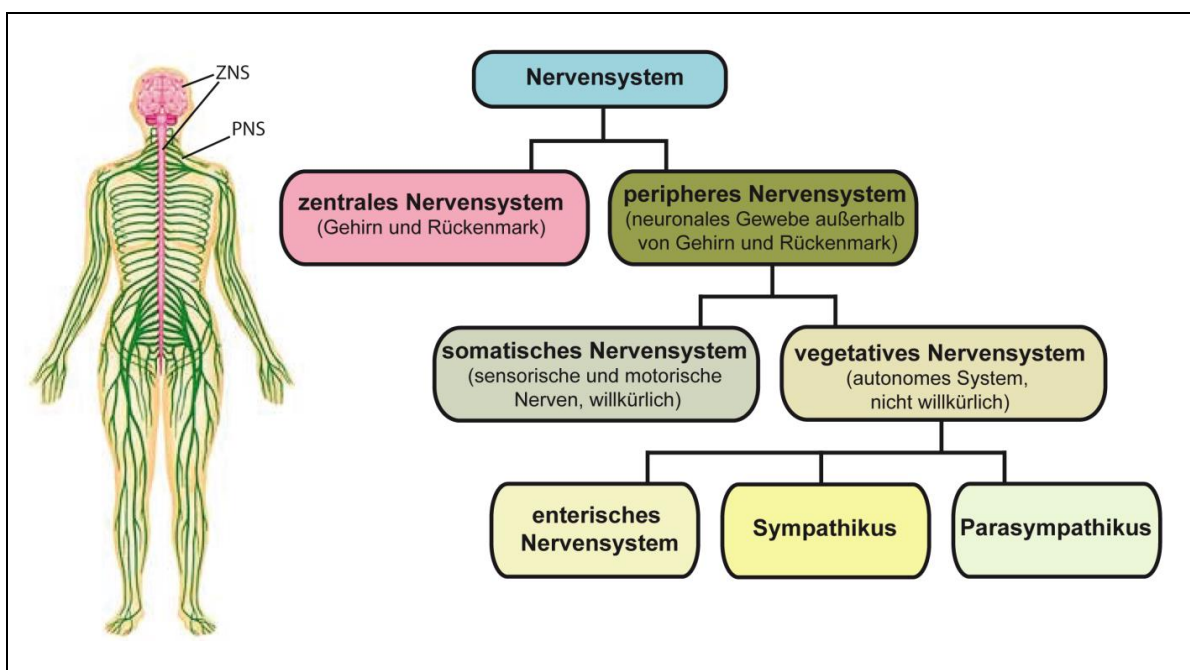 ZNS
PNS
Nervensystem
zentrales Nervensystem
(Gehirn und Rückenmark)
peripheres Nervensystem
(neuronales Gewebe außerhalb
von Gehirn und Rückenmark)
somatisches Nervensystem
(sensorische und motorische
Nerven, willkürlich)
vegetatives Nervensystem
(autonomes System,
nicht willkürlich)
enterisches
Nervensystem
Sympathikus
Parasympathikus